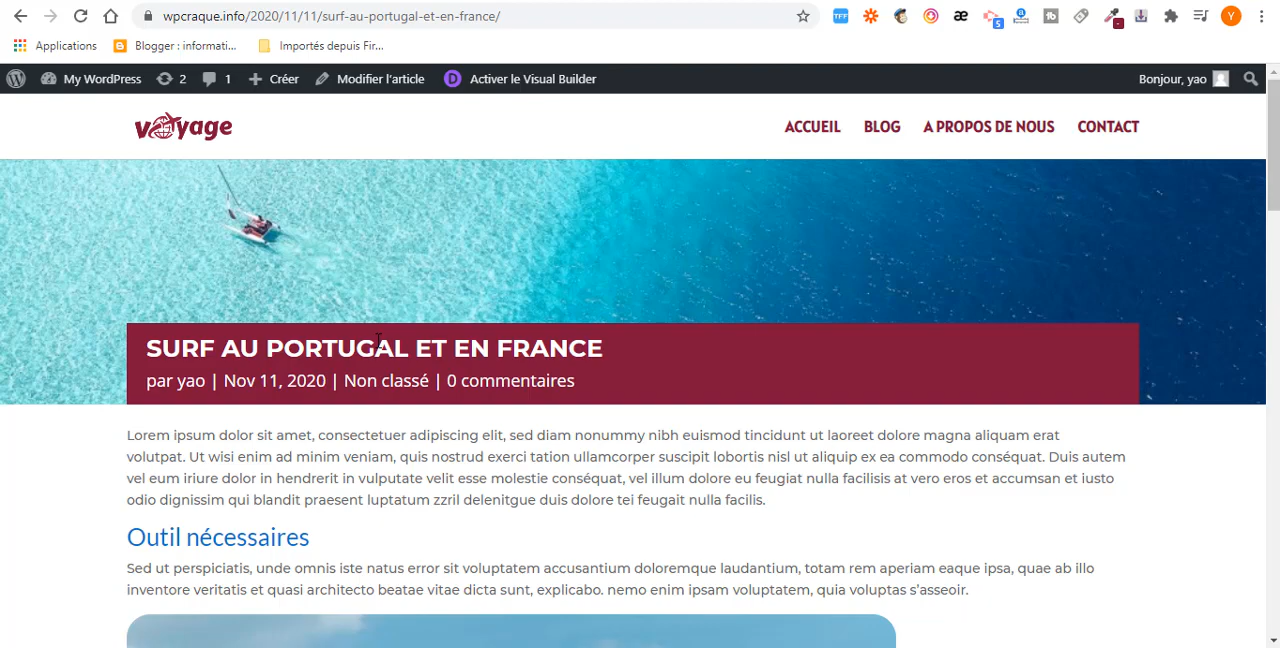 wpcraque.info/2020/11/11/surf-au-portugal-et-en-france/
TFF
æ
5
a
tb
Y
Applications
Blogger : informati...
Importés depuis Fir...
My WordPress
2
1
Créer
Modifier l'article
D
Activer le Visual Builder
Bonjour, yao
voyage
ACCUEIL
BLOG
A PROPOS DE NOUS
CONTACT
SURF AU PORTUGAL ET EN FRANCE
par yao | Nov 11, 2020 | Non classé | 0 commentaires
Lorem ipsum dolor sit amet, consectetuer adipiscing elit, sed diam nonummy nibh euismod tincidunt ut laoreet dolore magna aliquam erat
volutpat. Ut wisi enim ad minim veniam, quis nostrud exerci tation ullamcorper suscipit lobortis nisl ut aliquip ex ea commodo conséquat. Duis autem
vel eum iriure dolor in hendrerit in vulputate velit esse molestie conséquat, vel illum dolore eu feugiat nulla facilisis at vero eros et accumsan et iusto
odio dignissim qui blandit praesent luptatum zzril delenitgue duis dolore tei feugait nulla facilis.
Outil nécessaires
Sed ut perspiciatis, unde omnis iste natus error sit voluptatem accusantium doloremque laudantium, totam rem aperiam eaque ipsa, quae ab illo
inventore veritatis et quasi architecto beatae vitae dicta sunt, explicabo. nemo enim ipsam voluptatem, quia voluptas s'asseoir.